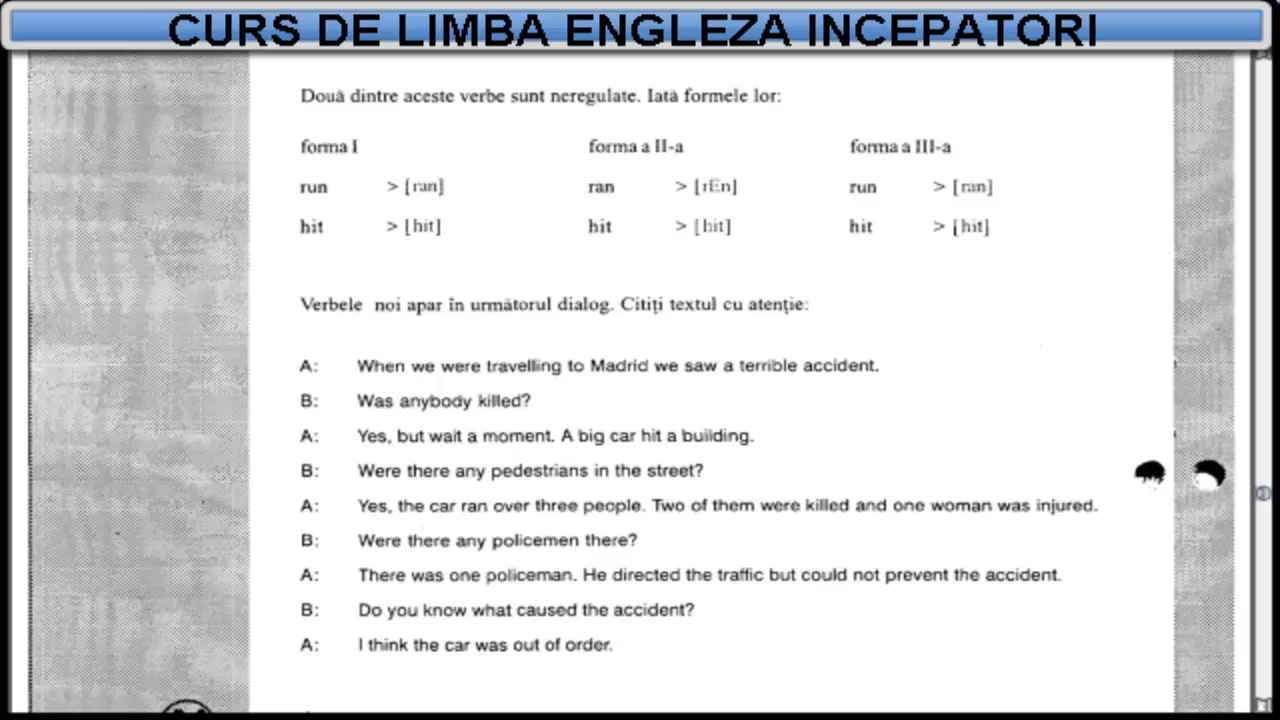 CURS DE LIMBA ENGLEZA INCEPATORI
Două dintre aceste verbe sunt neregulate. Iată formele lor:
forma I forma a II-a forma a III-a
run > [ran] ran > [rEn] run > [ran]
hit > [hit] hit > [hit] hit > [hit]
Verbele noi apar în următorul dialog. Citiți textul cu atenție:
A: When we were travelling to Madrid we saw a terrible accident.
B: Was anybody killed?
A: Yes, but wait a moment. A big car hit a building.
B: Were there any pedestrians in the street?
A: Yes, the car ran over three people. Two of them were killed and one woman was injured.
B: Were there any policemen there?
A: There was one policeman. He directed the traffic but could not prevent the accident.
B: Do you know what caused the accident?
A: I think the car was out of order.